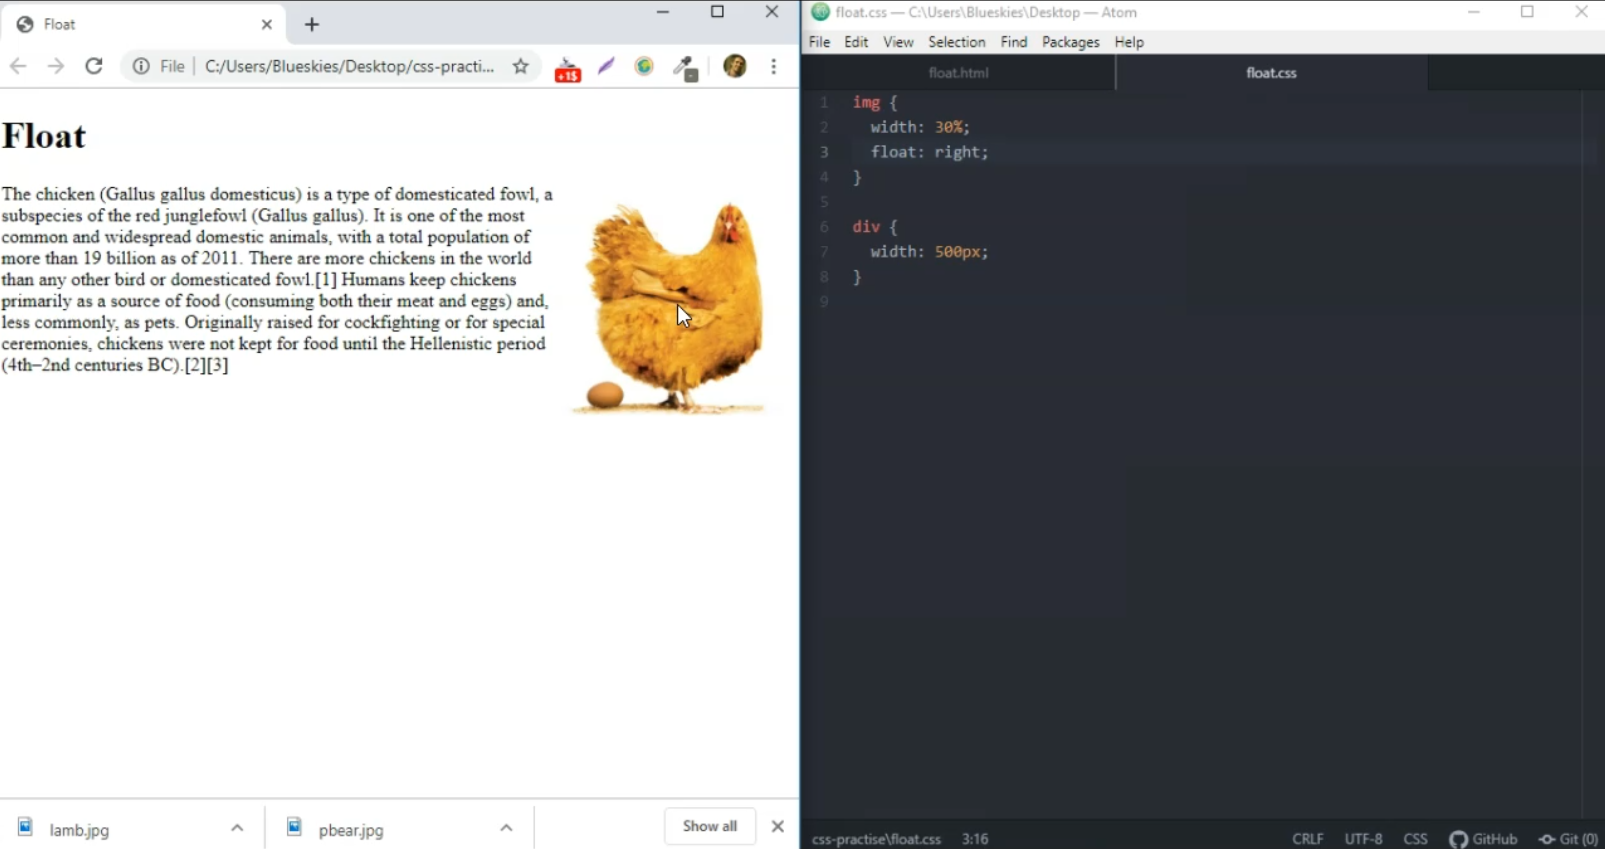 Float
File
C:/Users/Blueskies/Desktop/css-practi...
+1$
Float
The chicken (Gallus gallus domesticus) is a type of domesticated fowl, a
subspecies of the red junglefowl (Gallus gallus). It is one of the most
common and widespread domestic animals, with a total population of
more than 19 billion as of 2011. There are more chickens in the world
than any other bird or domesticated fowl.[1] Humans keep chickens
primarily as a source of food (consuming both their meat and eggs) and,
less commonly, as pets. Originally raised for cockfighting or for special
ceremonies, chickens were not kept for food until the Hellenistic period
(4th–2nd centuries BC).[2][3]
lamb.jpg
pbear.jpg
Show all
float.css — C:\Users\Blueskies\Desktop — Atom
File Edit View Selection Find Packages Help
float.html
float.css
1 img {
2 width: 30%;
3 float: right;
4 }
5
6 div {
7 width: 500px;
8 }
9
css-practise\float.css 3:16 CRLF UTF-8 CSS GitHub Git (0)